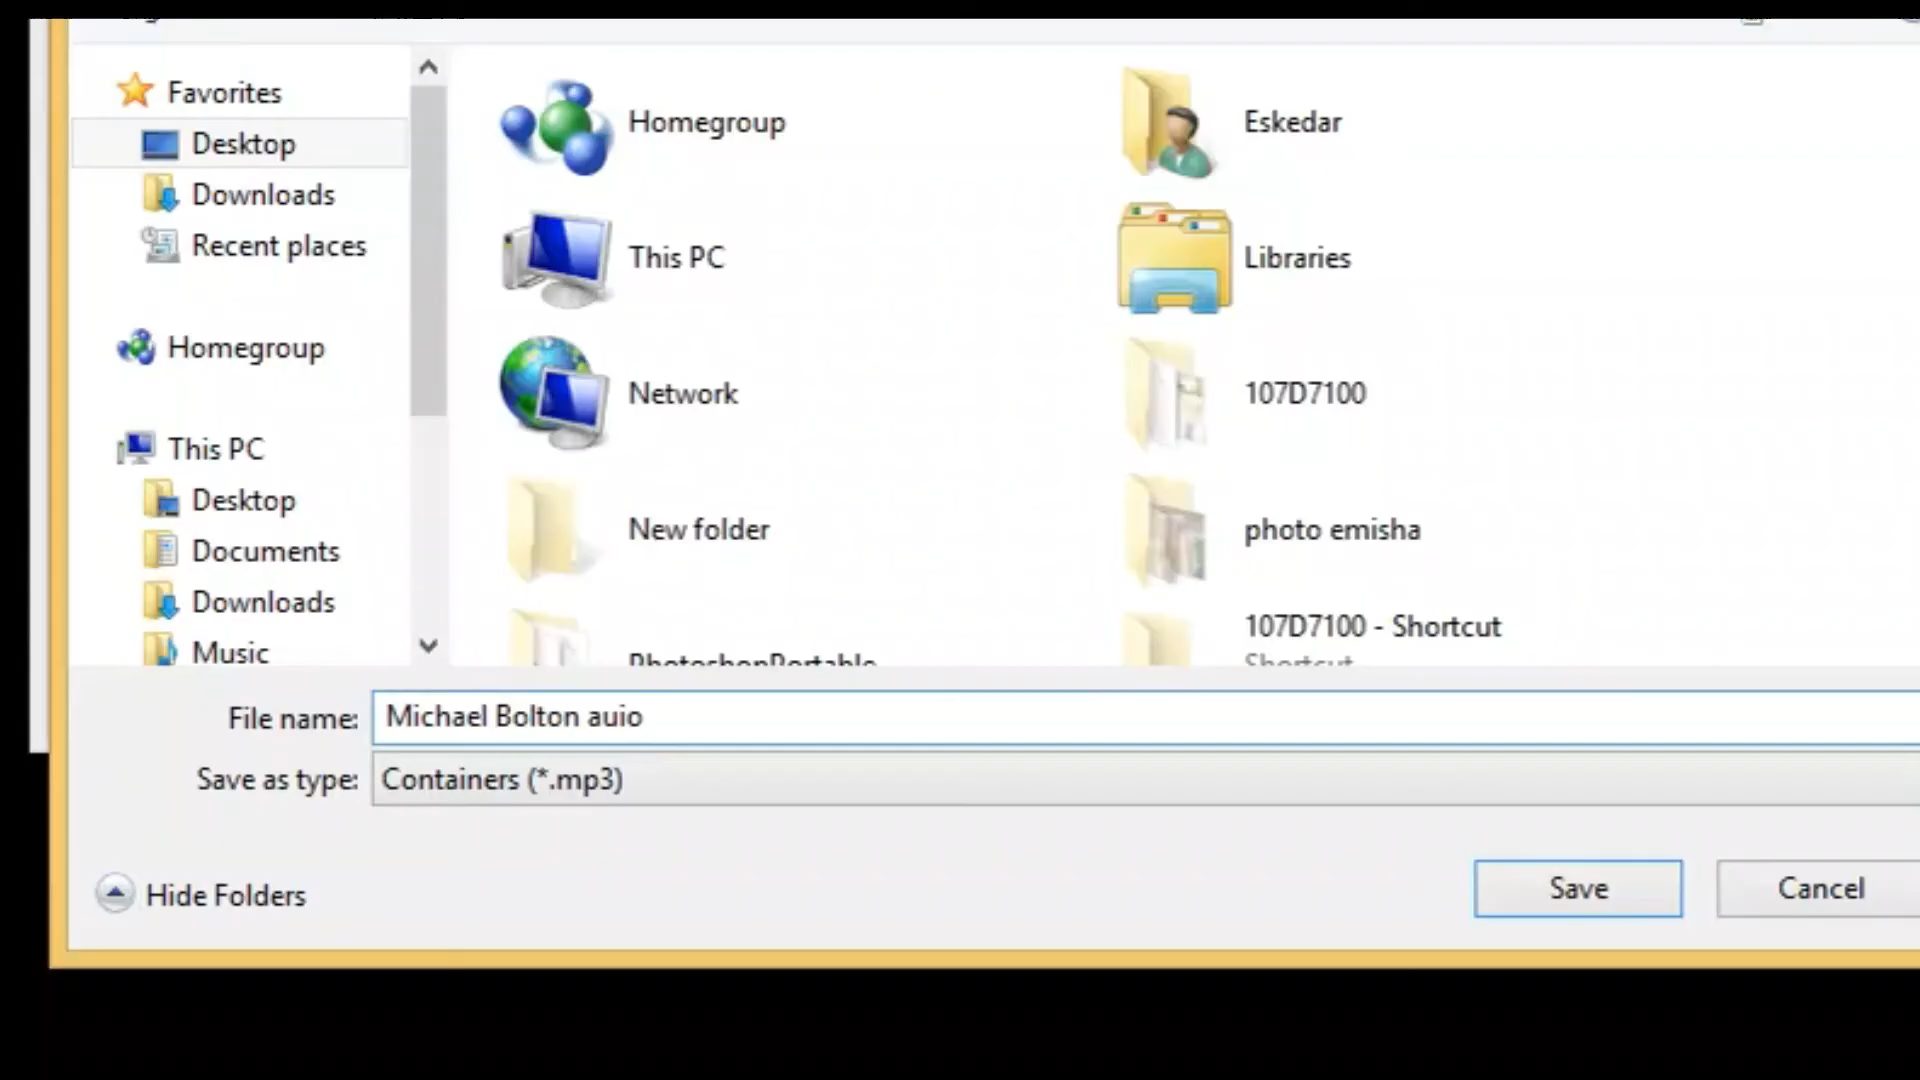 Favorites
Desktop
Downloads
Recent places
Homegroup
This PC
Desktop
Documents
Downloads
Music
Homegroup
Eskedar
This PC
Libraries
Network
107D7100
New folder
photo emisha
PhotoshopPortable
107D7100 - Shortcut
Shortcut
File name: Michael Bolton auio
Save as type: Containers (*.mp3)
Hide Folders
Save
Cancel